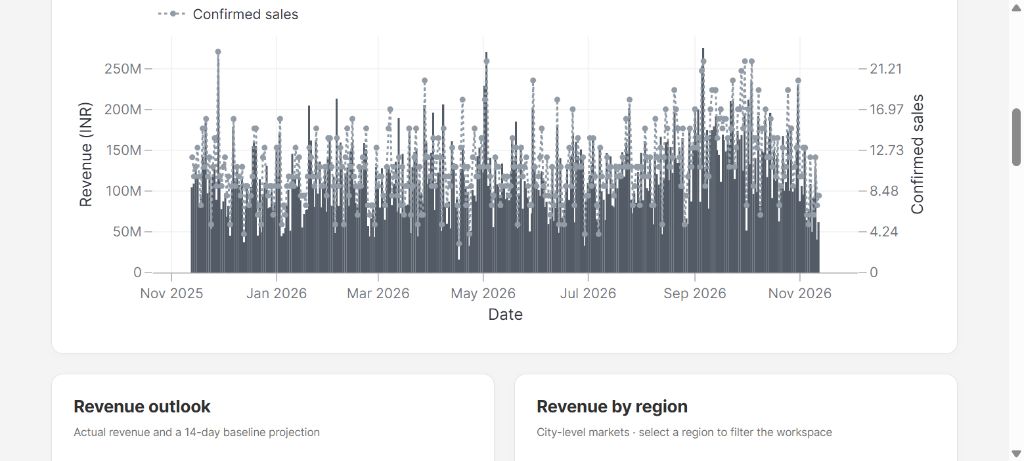 Confirmed sales
250M
200M
150M
100M
50M
0
Revenue (INR)
21.21
16.97
12.73
8.48
4.24
0
Confirmed sales
Nov 2025
Jan 2026
Mar 2026
May 2026
Jul 2026
Sep 2026
Nov 2026
Date
Revenue outlook
Actual revenue and a 14-day baseline projection
Revenue by region
City-level markets · select a region to filter the workspace